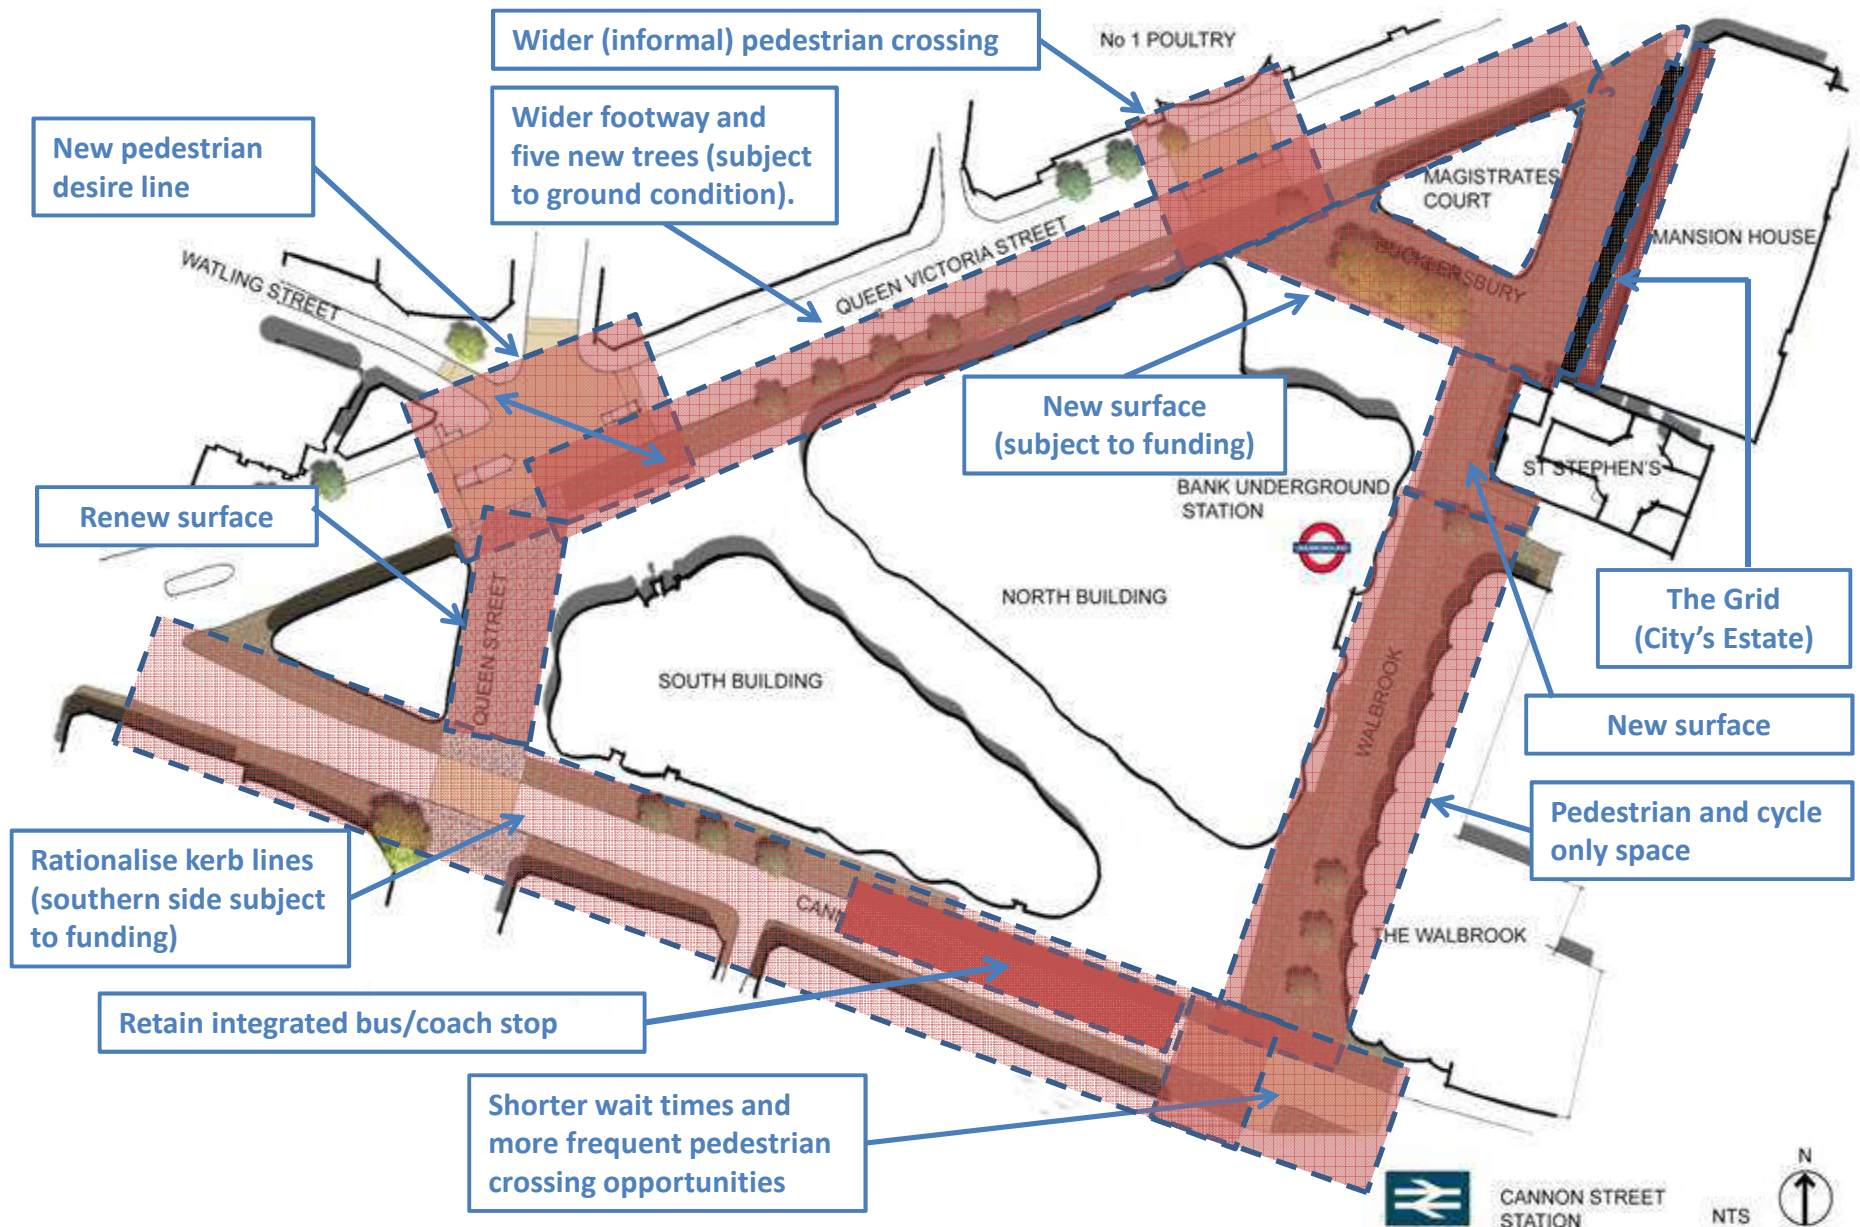 Wider (informal) pedestrian crossing
No 1 POULTRY
Wider footway and
five new trees (subject
to ground condition).
New pedestrian
desire line
MAGISTRATES
COURT
MANSION HOUSE
WATLING STREET
QUEEN VICTORIA STREET
BUCKLERSBURY
New surface
(subject to funding)
ST STEPHEN'S
BANK UNDERGROUND
STATION
Renew surface
NORTH BUILDING
The Grid
(City's Estate)
QUEEN STREET
SOUTH BUILDING
WALBROOK
New surface
Pedestrian and cycle
only space
Rationalise kerb lines
(southern side subject
to funding)
CANN
THE WALBROOK
Retain integrated bus/coach stop
Shorter wait times and
more frequent pedestrian
crossing opportunities
CANNON STREET
STATION
NTS
N